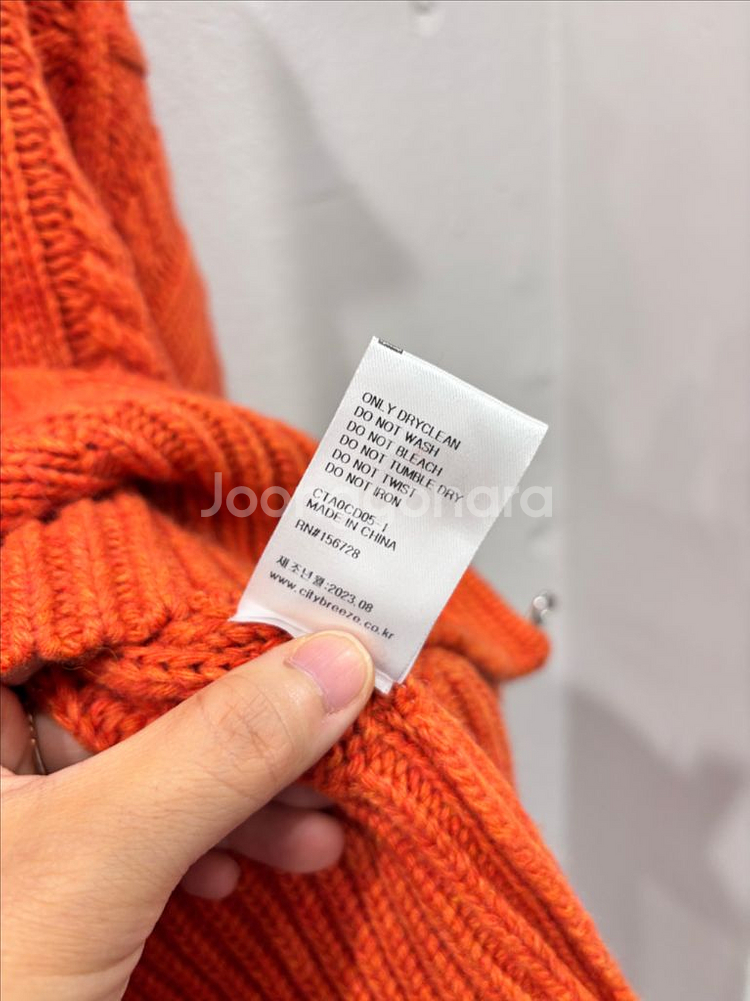 ONLY DRYCLEAN
DO NOT WASH
DO NOT BLEACH
DO NOT TUMBLE DRY
DO NOT TWIST
DO NOT IRON
CTA0CD05-1
MADE IN CHINA
RN#156728
제조년월:2023.08
www.citybreeze.co.kr
Joongonara